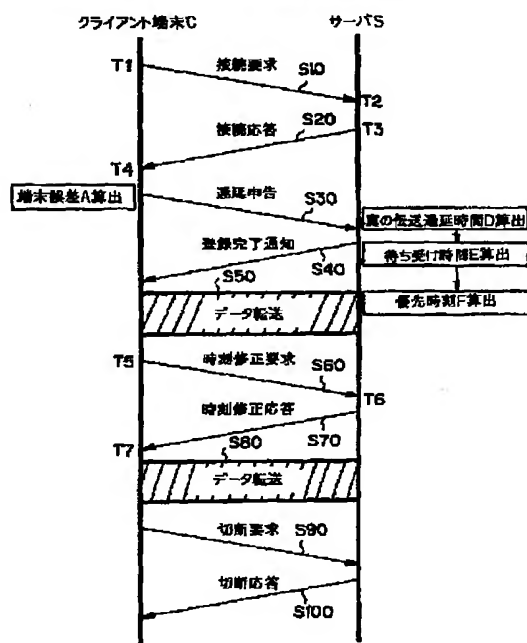 クライアント端末C
サーバS
T1
接続要求
S10
T2
接続応答
S20
T3
T4
端末誤差A算出
遅延申告
S30
真の伝送遅延時間D算出
登録完了通知
S40
待ち受け時間E算出
S50
データ転送
優先時刻F算出
T5
時刻修正要求
S60
T6
時刻修正応答
S70
T7
S80
データ転送
切断要求
S90
切断応答
S100